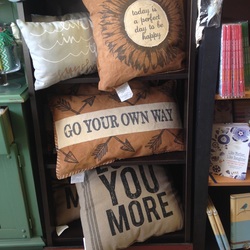 today is
a perfect
day to be
happy
GO YOUR OWN WAY
YOU
MORE